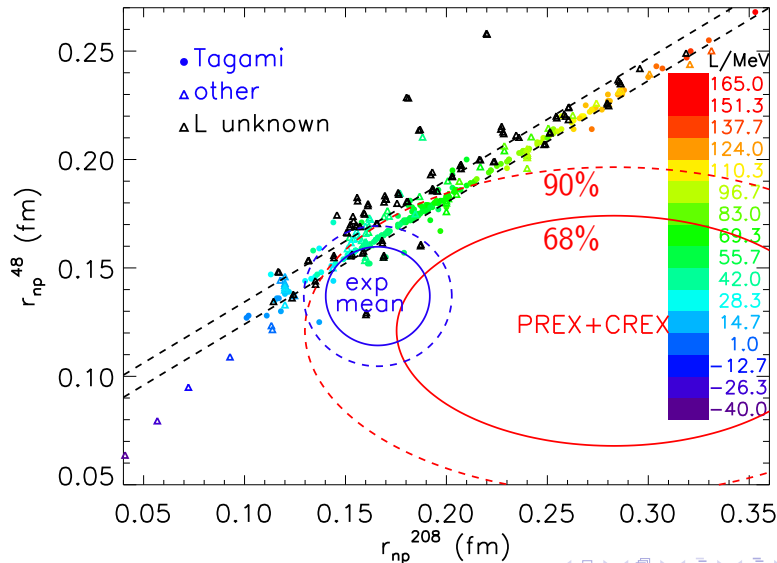 0.25
0.20
0.15
0.10
0.05
r_np^48 (fm)
Tagami
other
L unknown
90%
68%
exp
mean
PREX+CREX
L/MeV
165.0
151.3
137.7
124.0
110.3
96.7
83.0
69.3
55.7
42.0
28.3
14.7
1.0
−12.7
−26.3
−40.0
0.05 0.10 0.15 0.20 0.25 0.30 0.35
r_np^208 (fm)